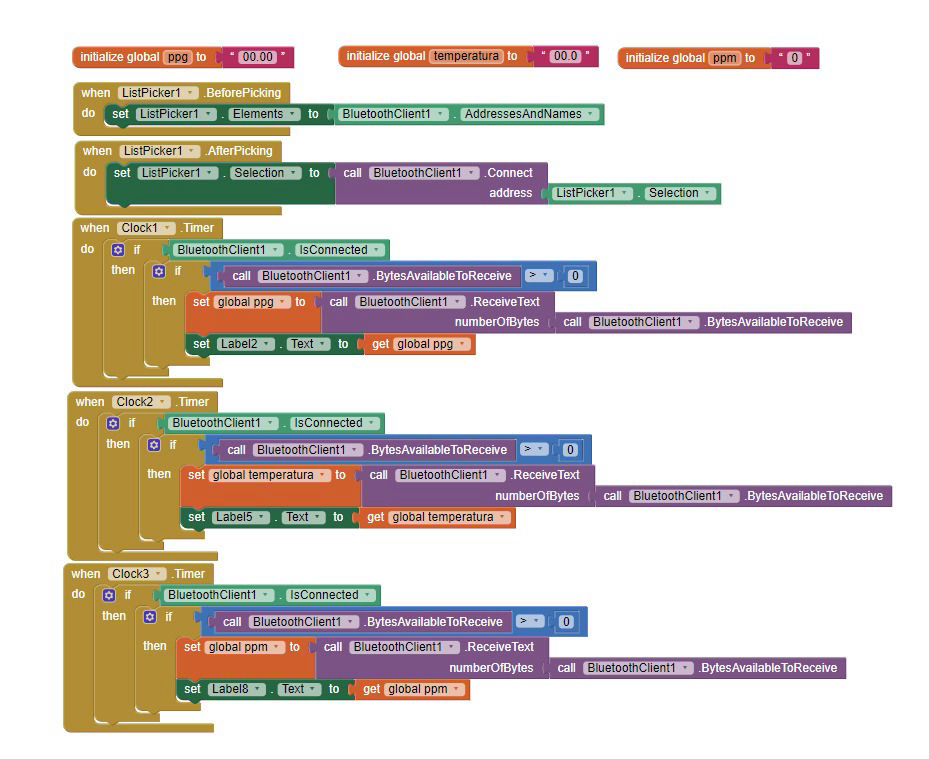 initialize global ppg to " 00.00 " initialize global temperatura to " 00.0 " initialize global ppm to " 0 "
when ListPicker1 .BeforePicking
do set ListPicker1 . Elements to BluetoothClient1 . AddressesAndNames
when ListPicker1 .AfterPicking
do set ListPicker1 . Selection to call BluetoothClient1 .Connect
address ListPicker1 . Selection
when Clock1 .Timer
do if BluetoothClient1 . IsConnected
then if call BluetoothClient1 .BytesAvailableToReceive > 0
then set global ppg to call BluetoothClient1 .ReceiveText
numberOfBytes call BluetoothClient1 .BytesAvailableToReceive
set Label2 . Text to get global ppg
when Clock2 .Timer
do if BluetoothClient1 . IsConnected
then if call BluetoothClient1 .BytesAvailableToReceive > 0
then set global temperatura to call BluetoothClient1 .ReceiveText
numberOfBytes call BluetoothClient1 .BytesAvailableToReceive
set Label5 . Text to get global temperatura
when Clock3 .Timer
do if BluetoothClient1 . IsConnected
then if call BluetoothClient1 .BytesAvailableToReceive > 0
then set global ppm to call BluetoothClient1 .ReceiveText
numberOfBytes call BluetoothClient1 .BytesAvailableToReceive
set Label8 . Text to get global ppm